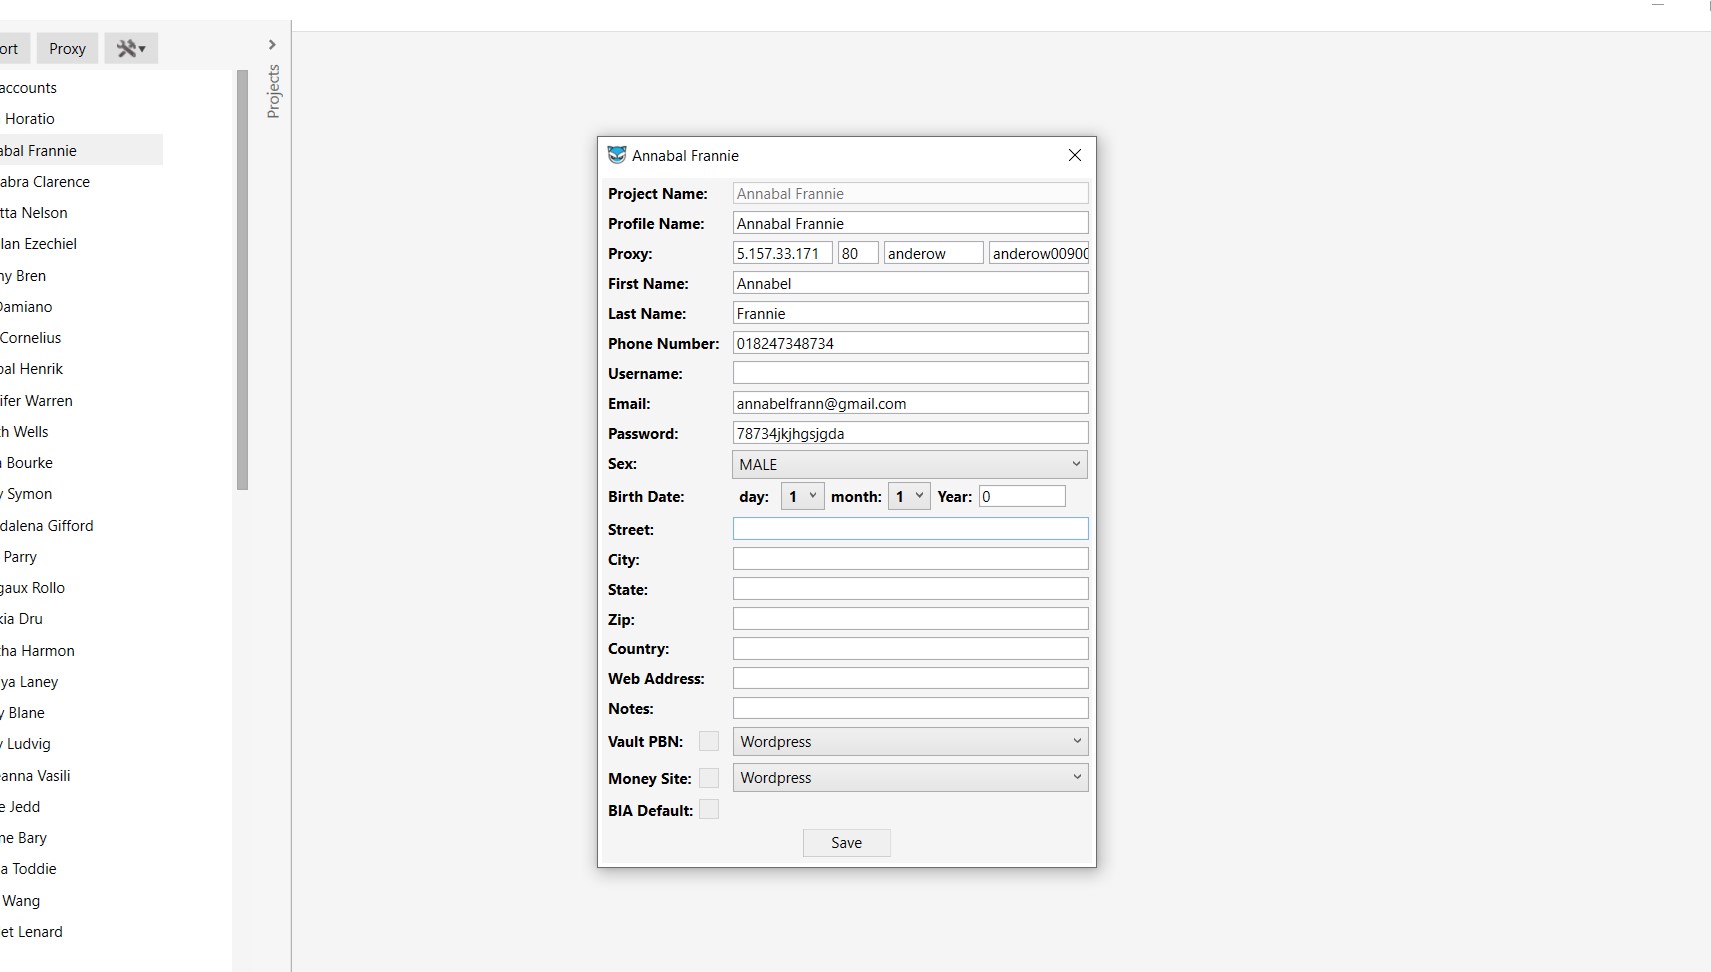 ort Proxy
Projects
accounts
Horatio
abal Frannie
abra Clarence
tta Nelson
lan Ezechiel
ny Bren
Damiano
Cornelius
bal Henrik
ifer Warren
th Wells
Bourke
y Symon
dalena Gifford
Parry
gaux Rollo
kia Dru
tha Harmon
ya Laney
y Blane
y Ludvig
eanna Vasili
e Jedd
ne Bary
a Toddie
Wang
et Lenard
Annabal Frannie
Project Name: Annabal Frannie
Profile Name: Annabal Frannie
Proxy: 5.157.33.171 80 anderow anderow0090
First Name: Annabel
Last Name: Frannie
Phone Number: 018247348734
Username:
Email: annabelfrann@gmail.com
Password: 78734jkjhgsjgda
Sex: MALE
Birth Date: day: 1 month: 1 Year: 0
Street:
City:
State:
Zip:
Country:
Web Address:
Notes:
Vault PBN: Wordpress
Money Site: Wordpress
BIA Default:
Save